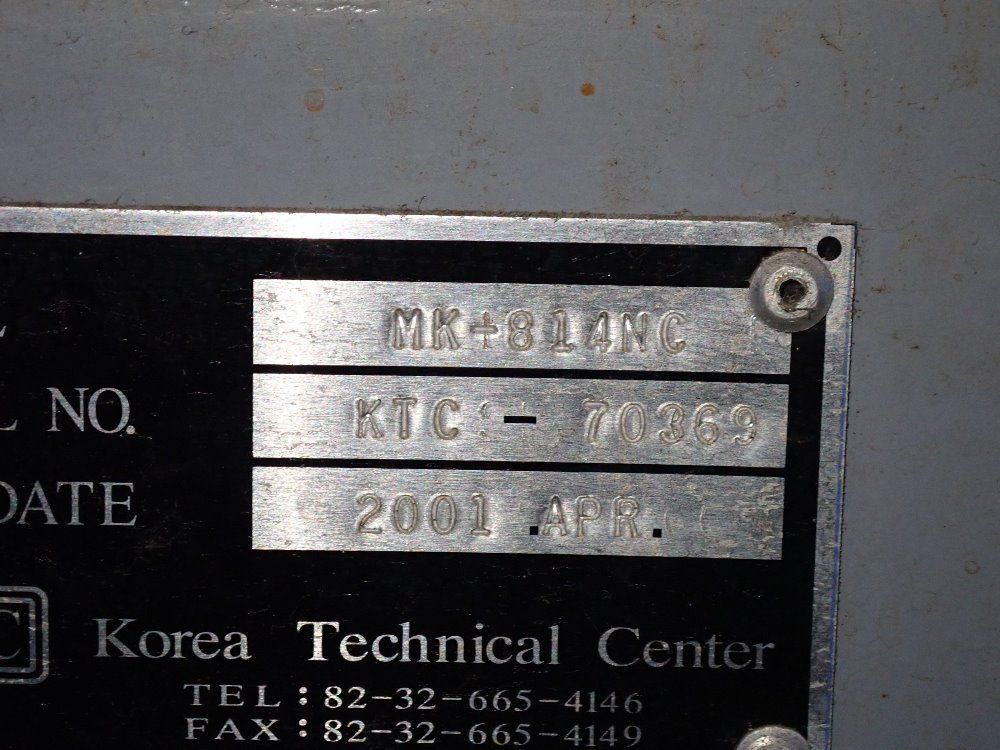 L MK+814NC
L NO. KTC - 70369
DATE 2001 .APR.
C Korea Technical Center
TEL : 82-32-665-4146
FAX : 82-32-665-4149